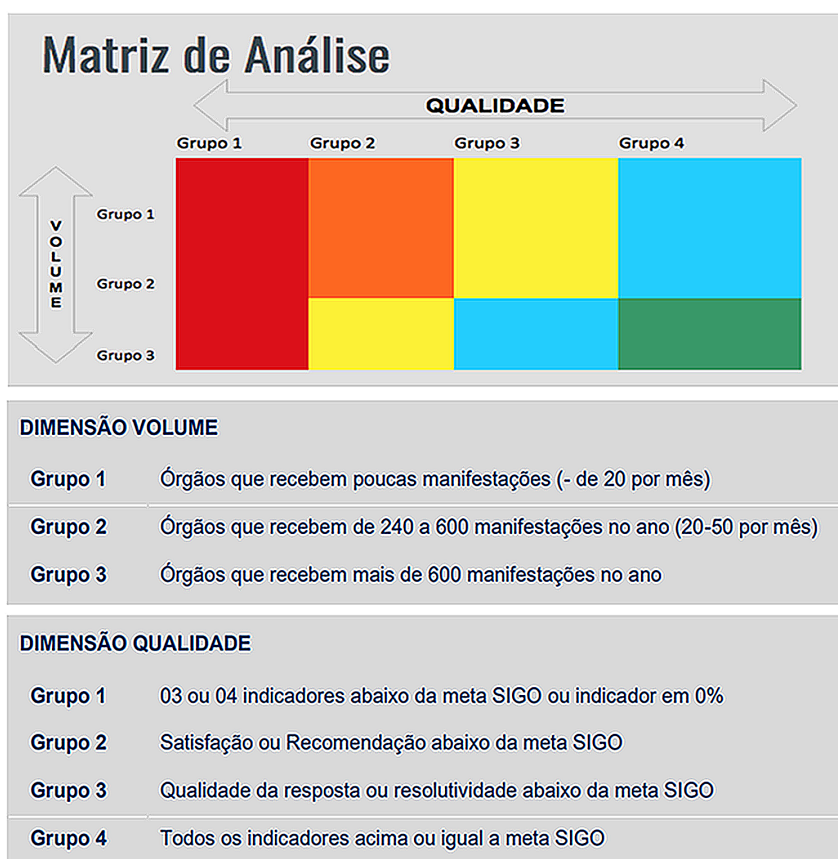 Matriz de Análise
QUALIDADE
Grupo 1 Grupo 2 Grupo 3 Grupo 4
VOLUME
Grupo 1
Grupo 2
Grupo 3
DIMENSÃO VOLUME
Grupo 1 Órgãos que recebem poucas manifestações (- de 20 por mês)
Grupo 2 Órgãos que recebem de 240 a 600 manifestações no ano (20-50 por mês)
Grupo 3 Órgãos que recebem mais de 600 manifestações no ano
DIMENSÃO QUALIDADE
Grupo 1 03 ou 04 indicadores abaixo da meta SIGO ou indicador em 0%
Grupo 2 Satisfação ou Recomendação abaixo da meta SIGO
Grupo 3 Qualidade da resposta ou resolutividade abaixo da meta SIGO
Grupo 4 Todos os indicadores acima ou igual a meta SIGO